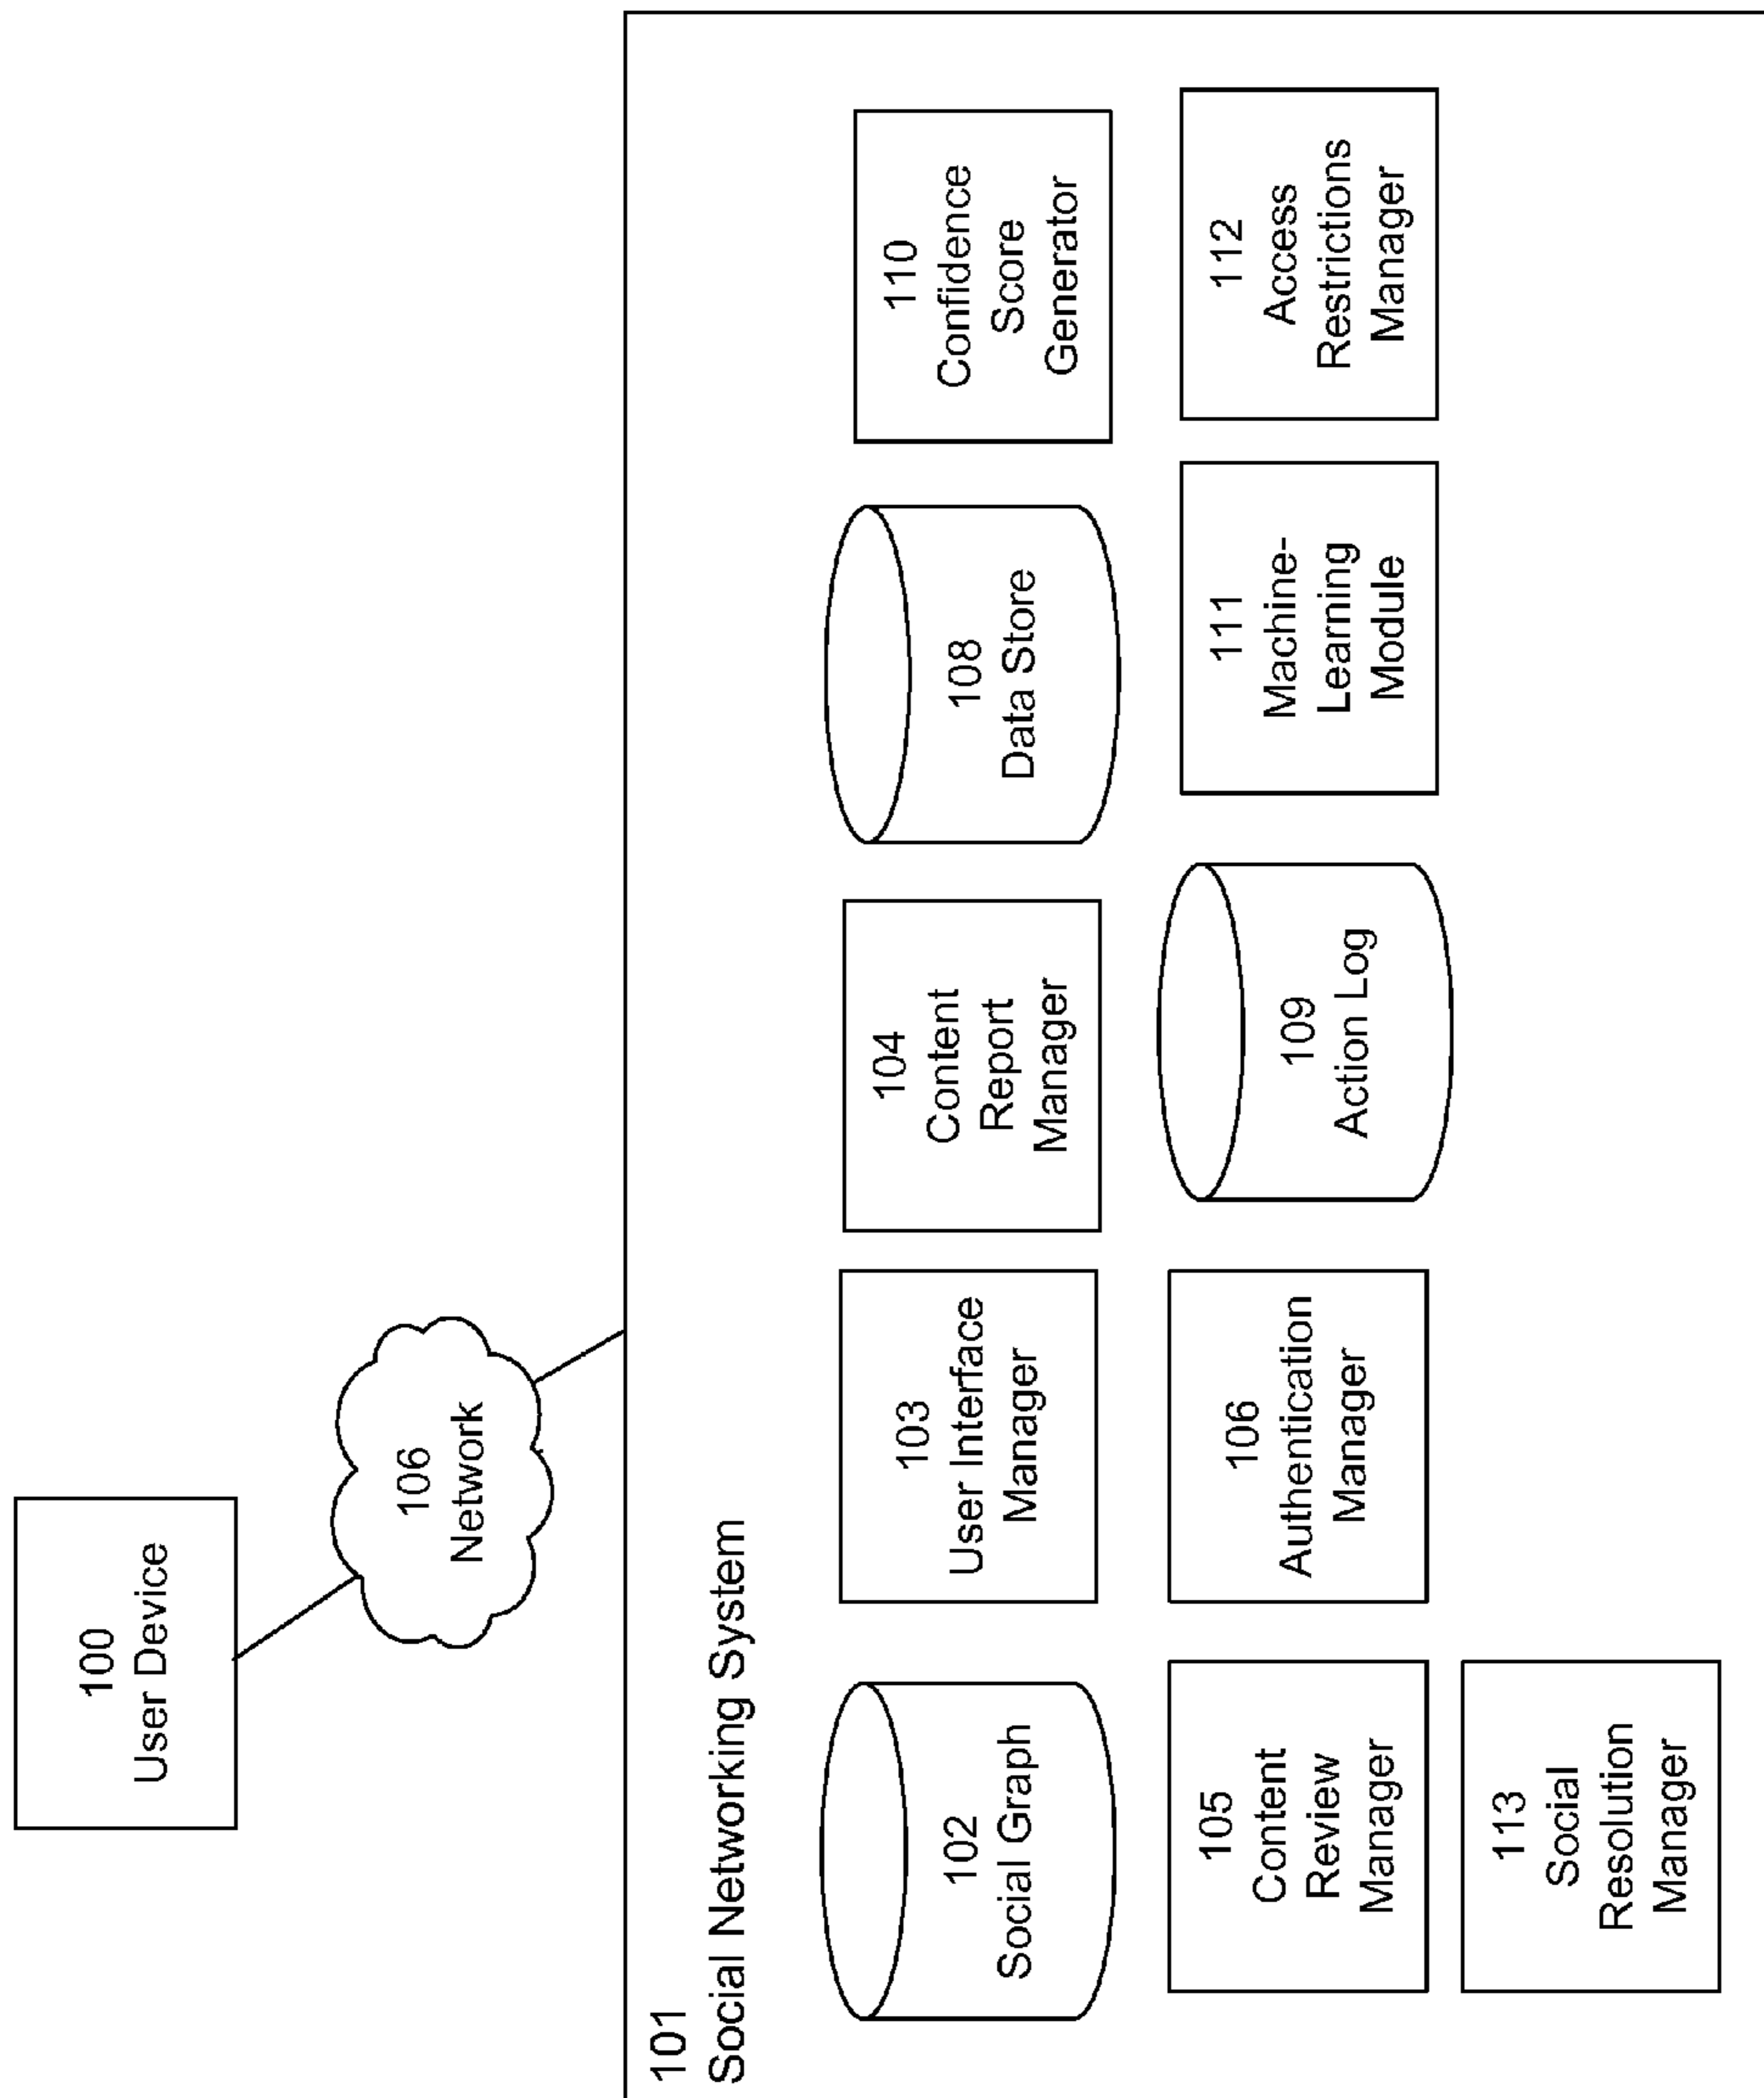 100
User Device
106
Network
101
Social Networking System
102
Social Graph
103
User Interface
Manager
104
Content
Report
Manager
108
Data Store
110
Confidence
Score
Generator
105
Content
Review
Manager
106
Authentication
Manager
109
Action Log
111
Machine-
Learning
Module
112
Access
Restrictions
Manager
113
Social
Resolution
Manager